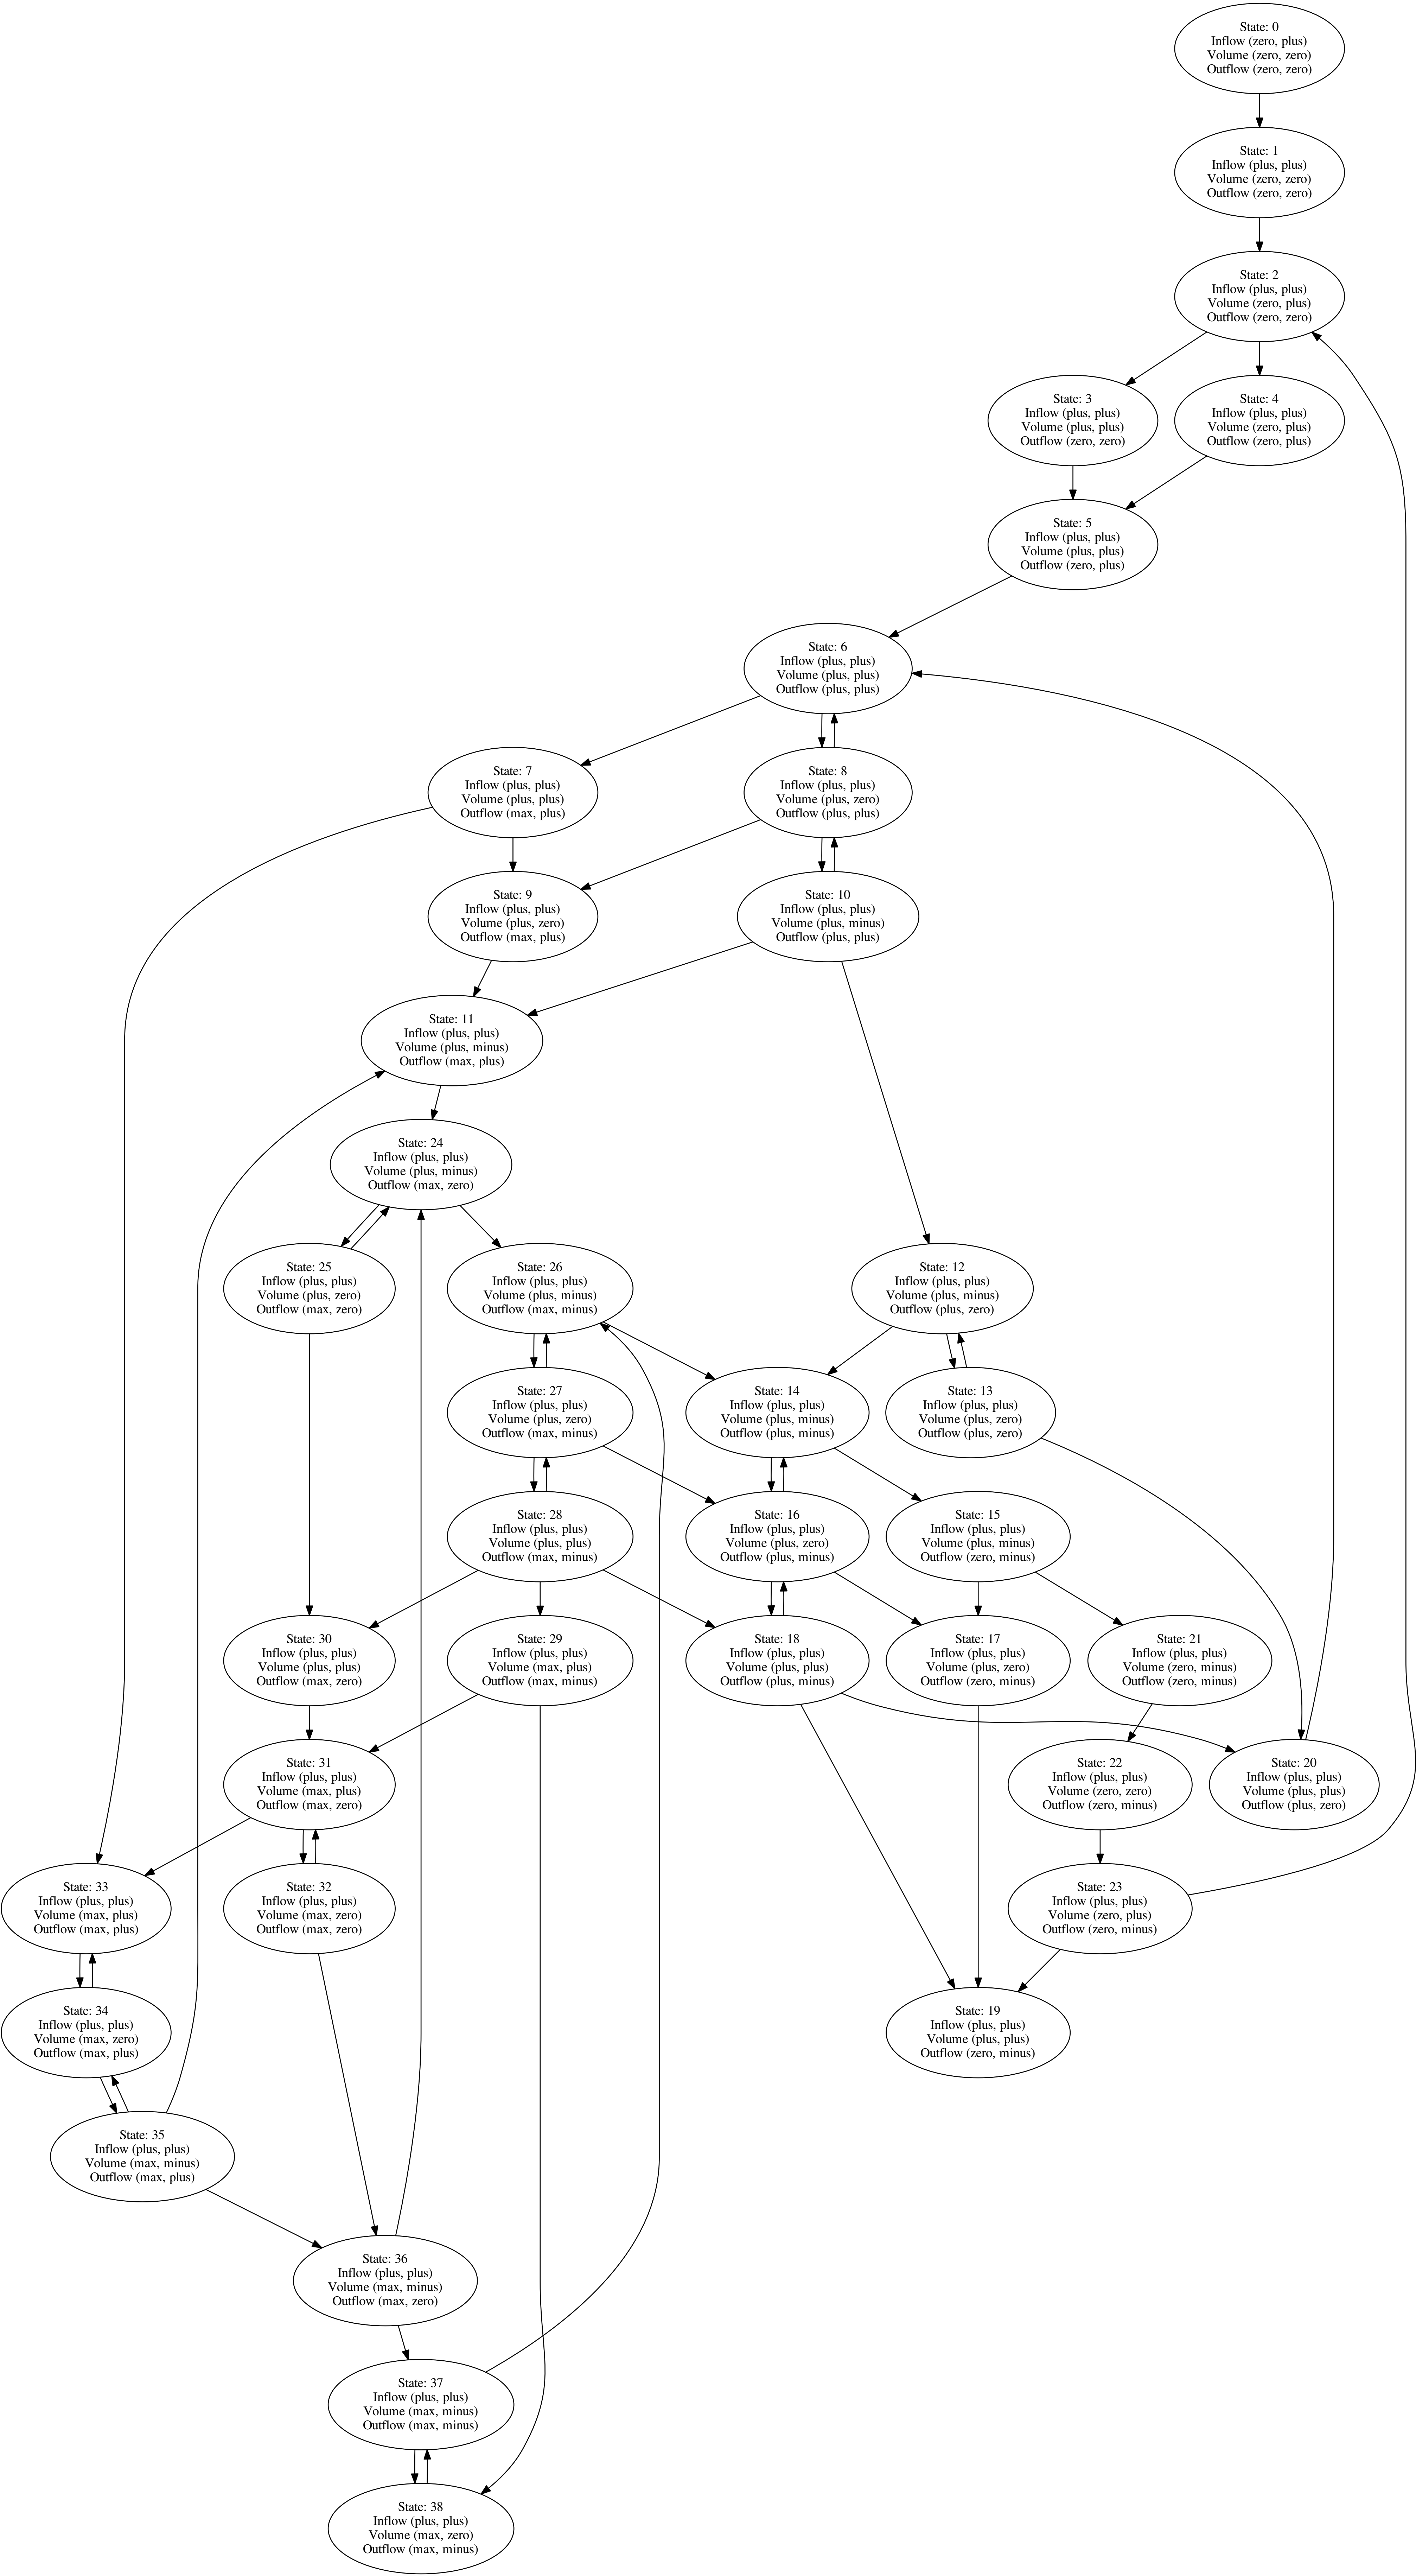 State: 0
Inflow (zero, plus)
Volume (zero, zero)
Outflow (zero, zero)
State: 1
Inflow (plus, plus)
Volume (zero, zero)
Outflow (zero, zero)
State: 2
Inflow (plus, plus)
Volume (zero, plus)
Outflow (zero, zero)
State: 3
Inflow (plus, plus)
Volume (plus, plus)
Outflow (zero, zero)
State: 4
Inflow (plus, plus)
Volume (zero, plus)
Outflow (zero, plus)
State: 5
Inflow (plus, plus)
Volume (plus, plus)
Outflow (zero, plus)
State: 6
Inflow (plus, plus)
Volume (plus, plus)
Outflow (plus, plus)
State: 7
Inflow (plus, plus)
Volume (plus, plus)
Outflow (max, plus)
State: 8
Inflow (plus, plus)
Volume (plus, zero)
Outflow (plus, plus)
State: 9
Inflow (plus, plus)
Volume (plus, zero)
Outflow (max, plus)
State: 10
Inflow (plus, plus)
Volume (plus, minus)
Outflow (plus, plus)
State: 11
Inflow (plus, plus)
Volume (plus, minus)
Outflow (max, plus)
State: 24
Inflow (plus, plus)
Volume (plus, minus)
Outflow (max, zero)
State: 25
Inflow (plus, plus)
Volume (plus, zero)
Outflow (max, zero)
State: 26
Inflow (plus, plus)
Volume (plus, minus)
Outflow (max, minus)
State: 12
Inflow (plus, plus)
Volume (plus, minus)
Outflow (plus, zero)
State: 27
Inflow (plus, plus)
Volume (plus, zero)
Outflow (max, minus)
State: 14
Inflow (plus, plus)
Volume (plus, minus)
Outflow (plus, minus)
State: 13
Inflow (plus, plus)
Volume (plus, zero)
Outflow (plus, zero)
State: 28
Inflow (plus, plus)
Volume (plus, plus)
Outflow (max, minus)
State: 16
Inflow (plus, plus)
Volume (plus, zero)
Outflow (plus, minus)
State: 15
Inflow (plus, plus)
Volume (plus, minus)
Outflow (zero, minus)
State: 30
Inflow (plus, plus)
Volume (plus, plus)
Outflow (max, zero)
State: 29
Inflow (plus, plus)
Volume (max, plus)
Outflow (max, minus)
State: 18
Inflow (plus, plus)
Volume (plus, plus)
Outflow (plus, minus)
State: 17
Inflow (plus, plus)
Volume (plus, zero)
Outflow (zero, minus)
State: 21
Inflow (plus, plus)
Volume (zero, minus)
Outflow (zero, minus)
State: 31
Inflow (plus, plus)
Volume (max, plus)
Outflow (max, zero)
State: 22
Inflow (plus, plus)
Volume (zero, zero)
Outflow (zero, minus)
State: 20
Inflow (plus, plus)
Volume (plus, plus)
Outflow (plus, zero)
State: 33
Inflow (plus, plus)
Volume (max, plus)
Outflow (max, plus)
State: 32
Inflow (plus, plus)
Volume (max, zero)
Outflow (max, zero)
State: 23
Inflow (plus, plus)
Volume (zero, plus)
Outflow (zero, minus)
State: 34
Inflow (plus, plus)
Volume (max, zero)
Outflow (max, plus)
State: 19
Inflow (plus, plus)
Volume (plus, plus)
Outflow (zero, minus)
State: 35
Inflow (plus, plus)
Volume (max, minus)
Outflow (max, plus)
State: 36
Inflow (plus, plus)
Volume (max, minus)
Outflow (max, zero)
State: 37
Inflow (plus, plus)
Volume (max, minus)
Outflow (max, minus)
State: 38
Inflow (plus, plus)
Volume (max, zero)
Outflow (max, minus)